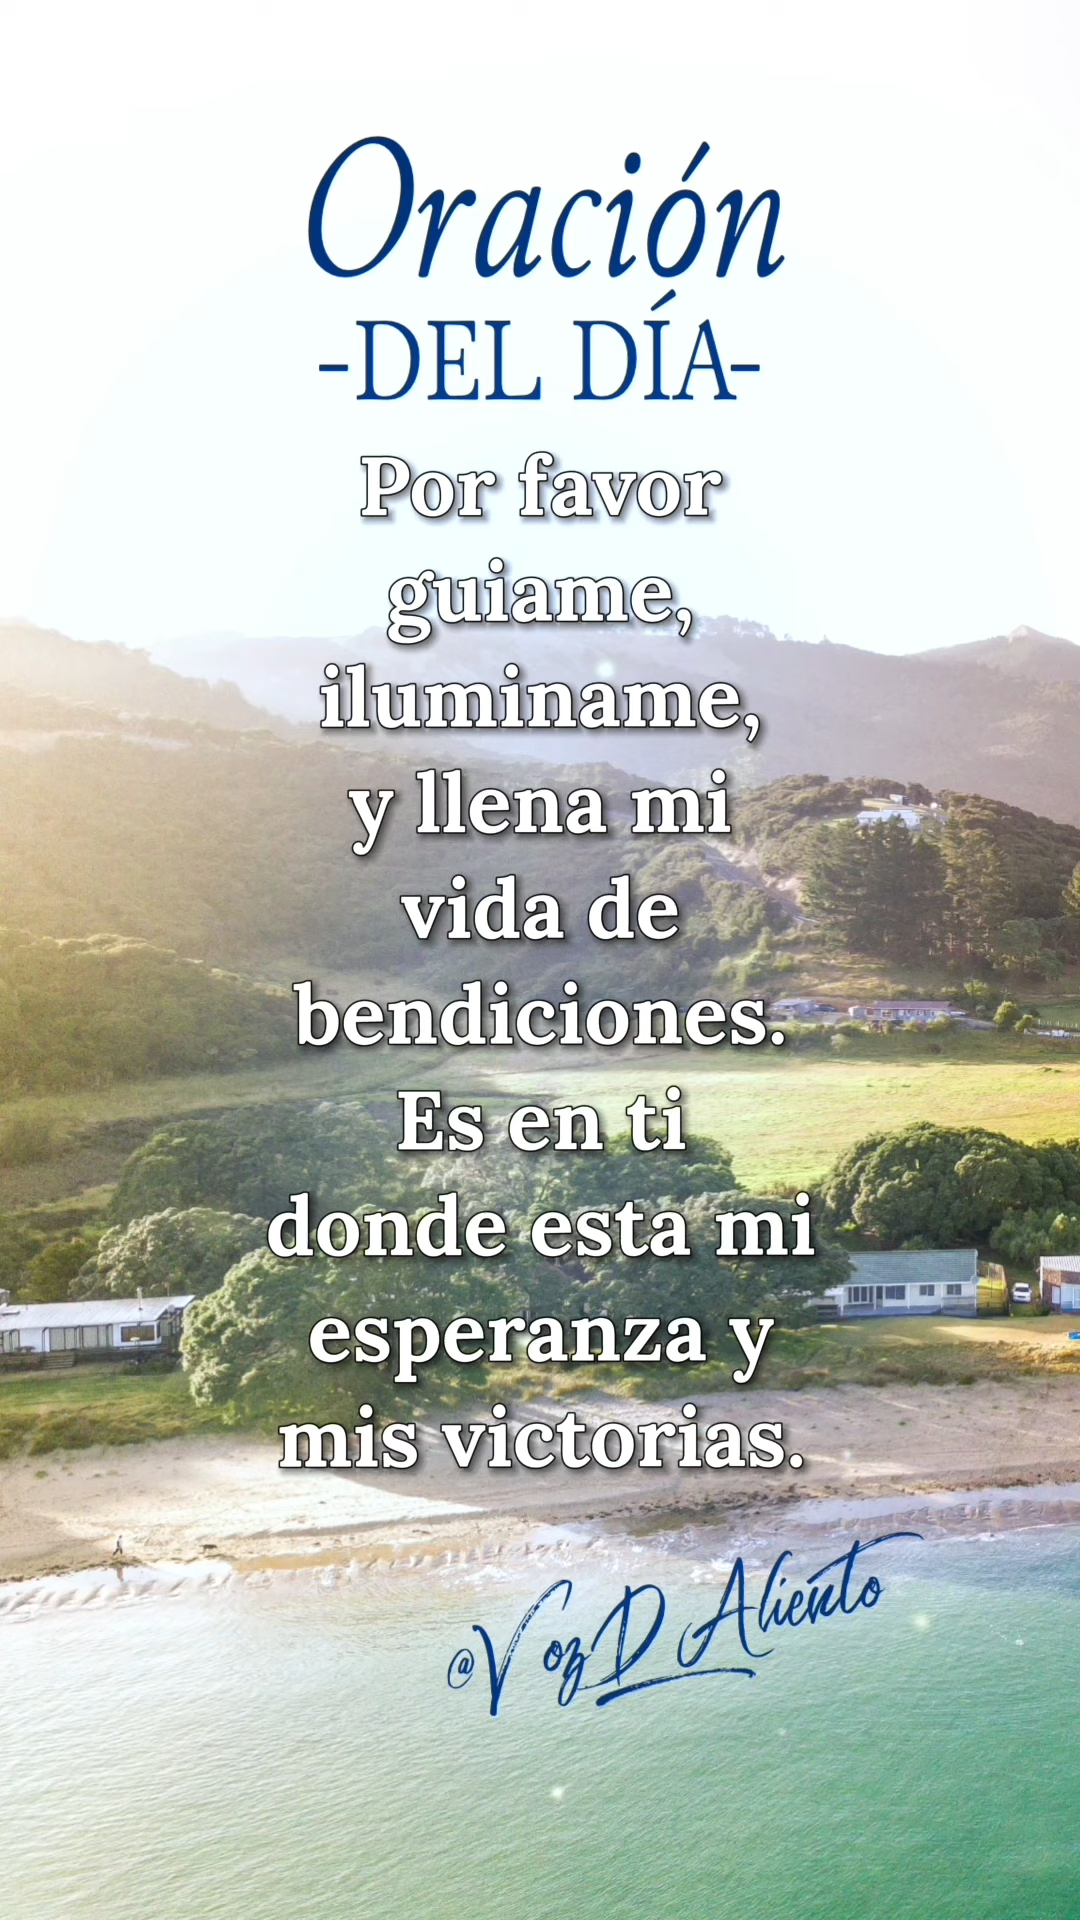 Oración
-DEL DÍA-
Por favor
guiame,
iluminame,
y llena mi
vida de
bendiciones.
Es en ti
donde esta mi
esperanza y
mis victorias.
@VozDAliento